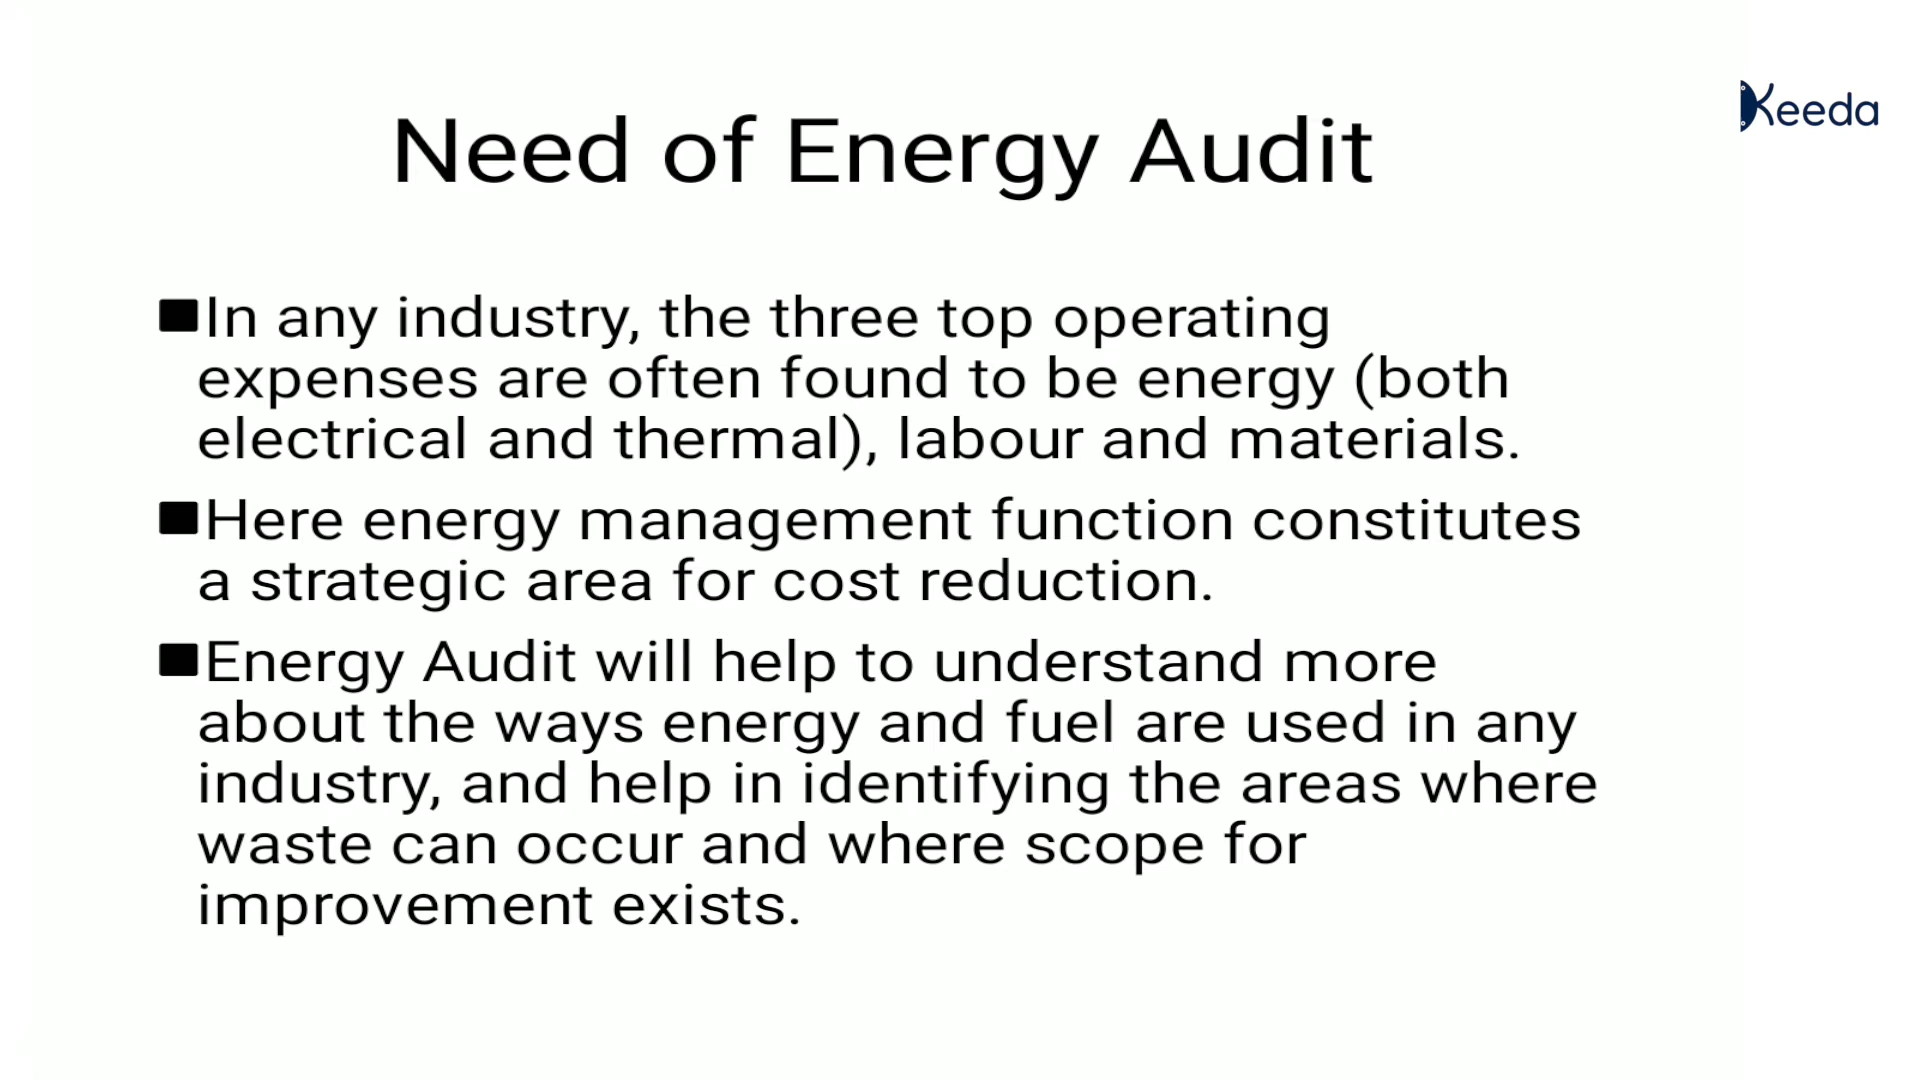 Keeda
Need of Energy Audit
In any industry, the three top operating
expenses are often found to be energy (both
electrical and thermal), labour and materials.
Here energy management function constitutes
a strategic area for cost reduction.
Energy Audit will help to understand more
about the ways energy and fuel are used in any
industry, and help in identifying the areas where
waste can occur and where scope for
improvement exists.